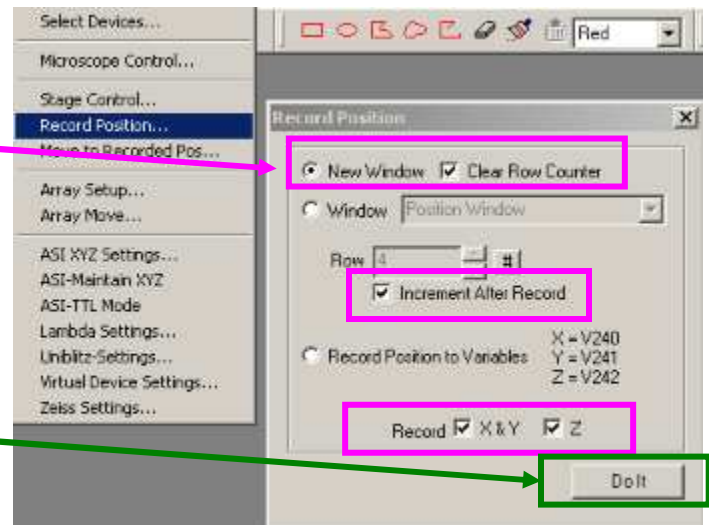 Select Devices...
Microscope Control...
Stage Control...
Record Position...
Move to Recorded Pos...
Array Setup...
Array Move...
ASI XYZ Settings...
ASI-Maintain XYZ
ASI-TTL Mode
Lambda Settings...
Uniblitz-Settings...
Virtual Device Settings...
Zeiss Settings...
Red
Record Position
New Window Clear Row Counter
Window Position Window
Row 4 #
Increment After Record
Record Position to Variables
X = V240
Y = V241
Z = V242
Record X & Y Z
Do It